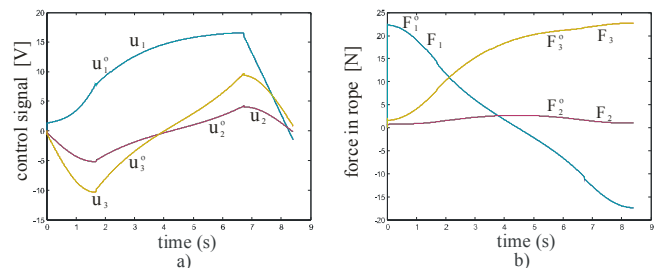 control signal [V]
20
15
10
5
0
-5
-10
-15
u₁ᵒ
u₁
u₂ᵒ
u₂
u₃ᵒ
u₃
0 1 2 3 4 5 6 7 8 9
time (s)
a)
force in rope [N]
25
20
15
10
5
0
-5
-10
-15
-20
F₁ᵒ
F₁
F₃ᵒ
F₃
F₂ᵒ
F₂
0 1 2 3 4 5 6 7 8 9
time (s)
b)